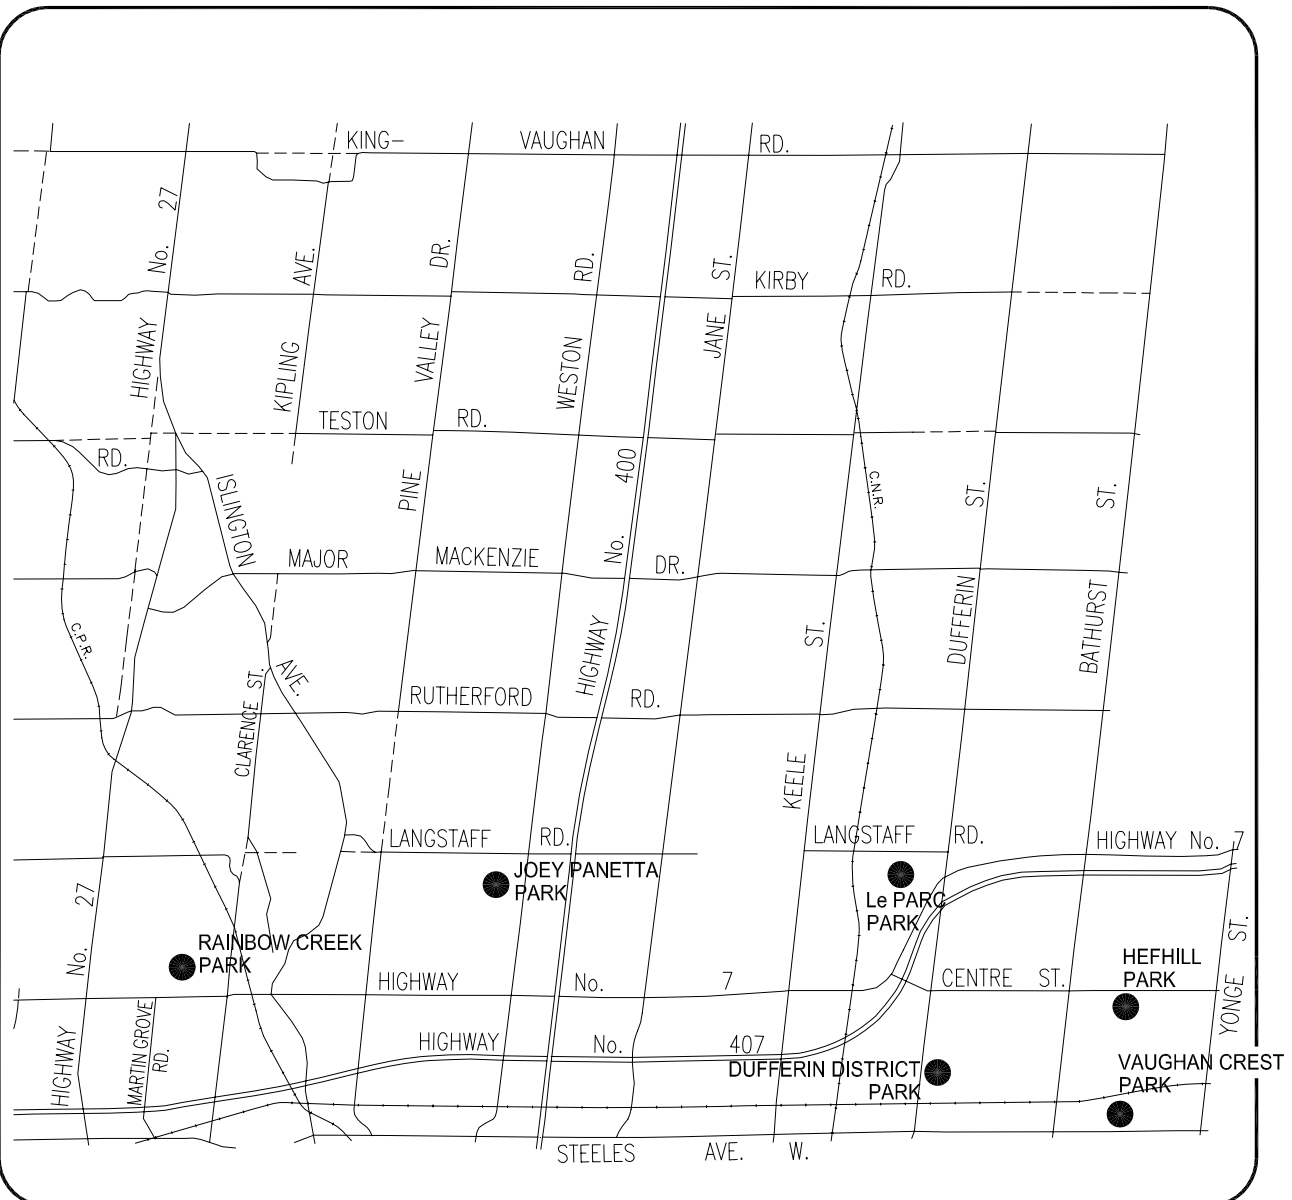 KING–
VAUGHAN
RD.
HIGHWAY No. 27
KIPLING AVE.
PINE VALLEY DR.
WESTON RD.
JANE ST.
KIRBY
RD.
TESTON
RD.
RD.
ISLINGTON AVE.
HIGHWAY No. 400
C.N.R.
MAJOR
MACKENZIE
DR.
KEELE ST.
DUFFERIN ST.
BATHURST ST.
C.P.R.
CLARENCE ST.
RUTHERFORD
RD.
LANGSTAFF
RD.
LANGSTAFF
RD.
HIGHWAY No. 7
JOEY PANETTA
PARK
Le PARC
PARK
RAINBOW CREEK
PARK
HIGHWAY No. 27
HIGHWAY
No.
7
CENTRE ST.
HEFHILL
PARK
YONGE ST.
MARTIN GROVE
RD.
HIGHWAY
No.
407
DUFFERIN DISTRICT
PARK
VAUGHAN CREST
PARK
STEELES
AVE.
W.